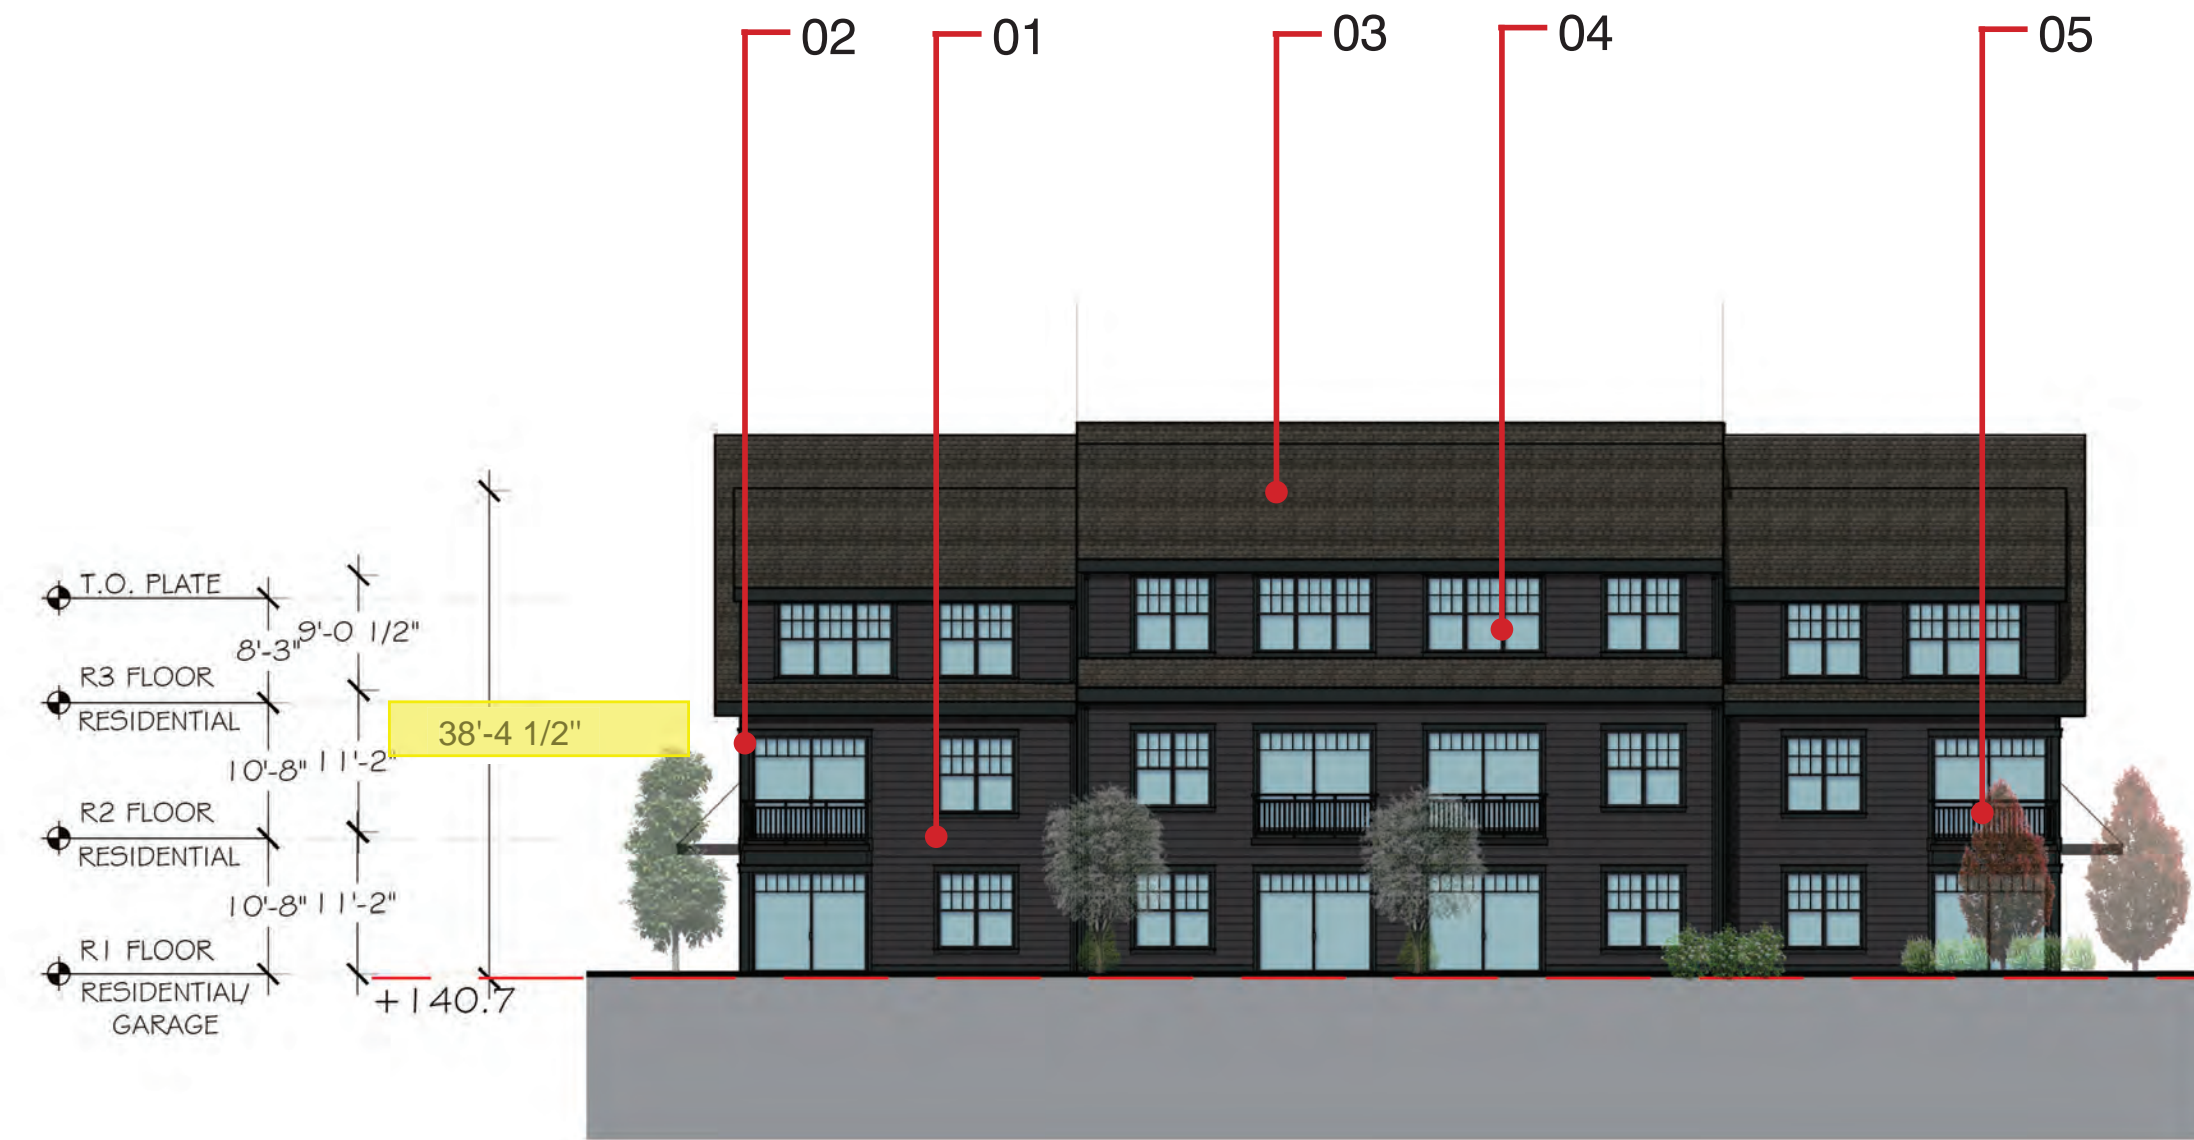 02
01
03
04
05
T.O. PLATE
9'-0 1/2"
8'-3"
R3 FLOOR
RESIDENTIAL
38'-4 1/2"
10'-8" 11'-2"
R2 FLOOR
RESIDENTIAL
10'-8" 11'-2"
R1 FLOOR
RESIDENTIAL/
GARAGE
+140.7